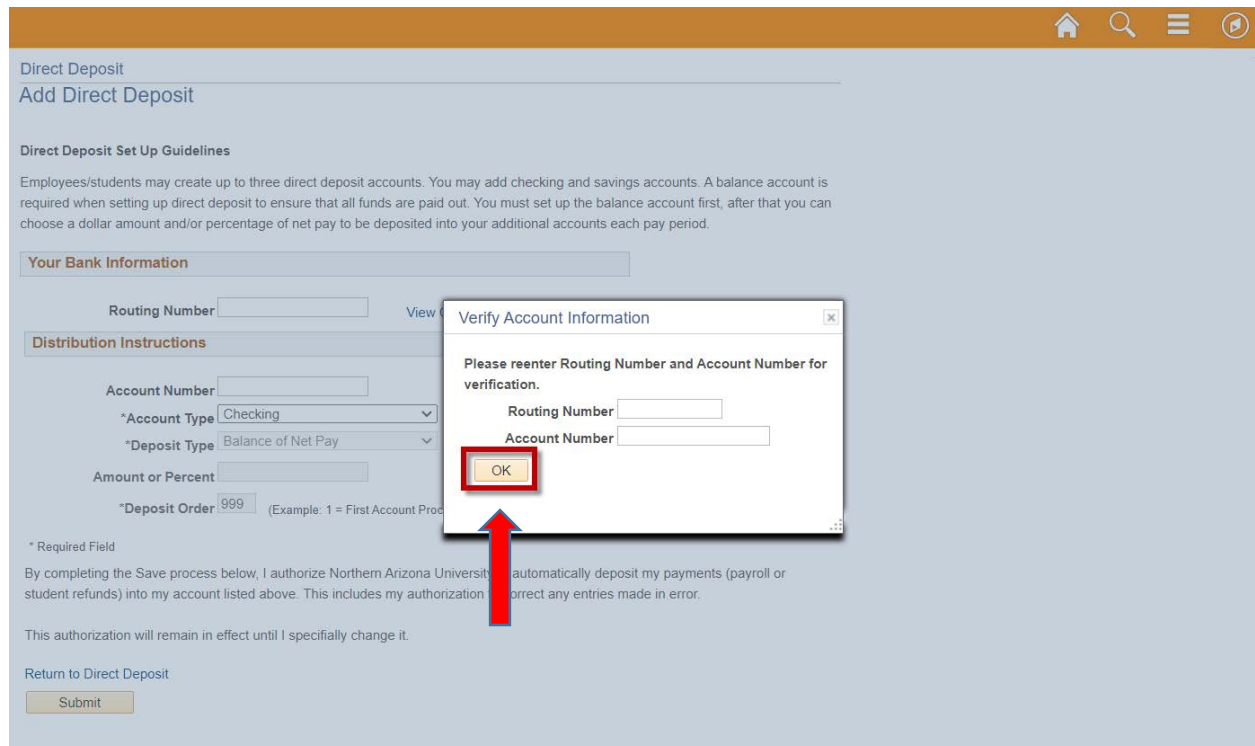 Direct Deposit
Add Direct Deposit
Direct Deposit Set Up Guidelines
Employees/students may create up to three direct deposit accounts. You may add checking and savings accounts. A balance account is
required when setting up direct deposit to ensure that all funds are paid out. You must set up the balance account first, after that you can
choose a dollar amount and/or percentage of net pay to be deposited into your additional accounts each pay period.
Your Bank Information
Routing Number View
Distribution Instructions
Account Number
*Account Type Checking
*Deposit Type Balance of Net Pay
Amount or Percent
*Deposit Order 999 (Example: 1 = First Account
Verify Account Information
Please reenter Routing Number and Account Number for
verification.
Routing Number
Account Number
OK
* Required Field
By completing the Save process below, I authorize Northern Arizona University automatically deposit my payments (payroll or
student refunds) into my account listed above. This includes my authorization correct any entries made in error.
This authorization will remain in effect until I specifially change it.
Return to Direct Deposit
Submit